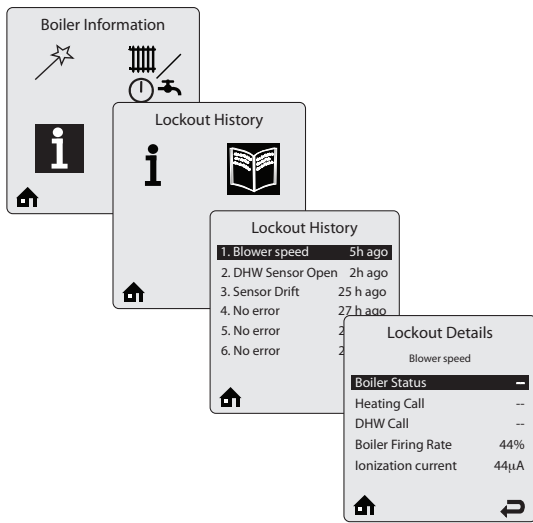 Boiler Information
Lockout History
Lockout History
1. Blower speed 5h ago
2. DHW Sensor Open 2h ago
3. Sensor Drift 25 h ago
4. No error 27 h ago
5. No error 2
6. No error 2
Lockout Details
Blower speed
Boiler Status –
Heating Call --
DHW Call --
Boiler Firing Rate 44%
Ionization current 44µA